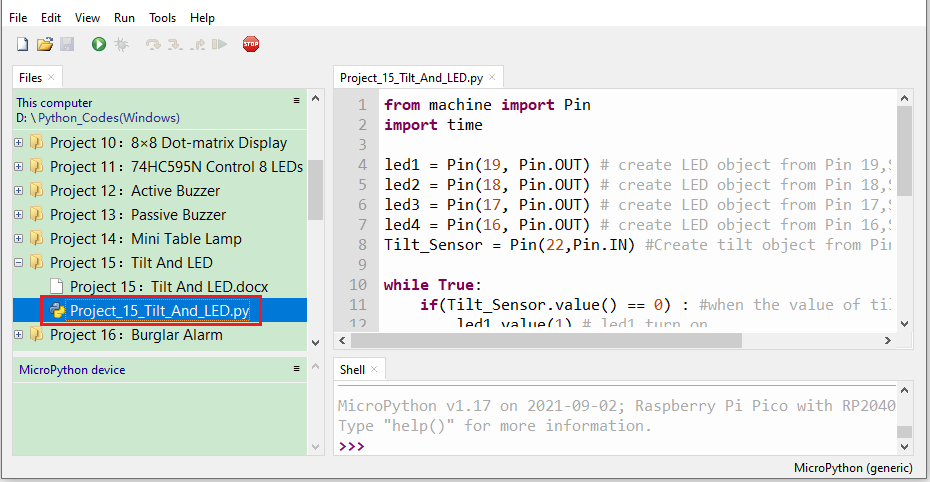 File Edit View Run Tools Help
STOP
Files ×
This computer
D: \Python_Codes(Windows)
Project 10：8×8 Dot-matrix Display
Project 11：74HC595N Control 8 LEDs
Project 12：Active Buzzer
Project 13：Passive Buzzer
Project 14：Mini Table Lamp
Project 15：Tilt And LED
Project 15：Tilt And LED.docx
Project_15_Tilt_And_LED.py
Project 16：Burglar Alarm
MicroPython device
Project_15_Tilt_And_LED.py ×
1 from machine import Pin
2 import time
3
4 led1 = Pin(19, Pin.OUT) # create LED object from Pin 19,S
5 led2 = Pin(18, Pin.OUT) # create LED object from Pin 18,S
6 led3 = Pin(17, Pin.OUT) # create LED object from Pin 17,S
7 led4 = Pin(16, Pin.OUT) # create LED object from Pin 16,S
8 Tilt_Sensor = Pin(22,Pin.IN) #Create tilt object from Pin
9
10 while True:
11 if(Tilt_Sensor.value() == 0) : #when the value of til
12 led1.value(1) # led1 turn on
Shell ×
MicroPython v1.17 on 2021-09-02; Raspberry Pi Pico with RP2040
Type "help()" for more information.
>>>
MicroPython (generic)